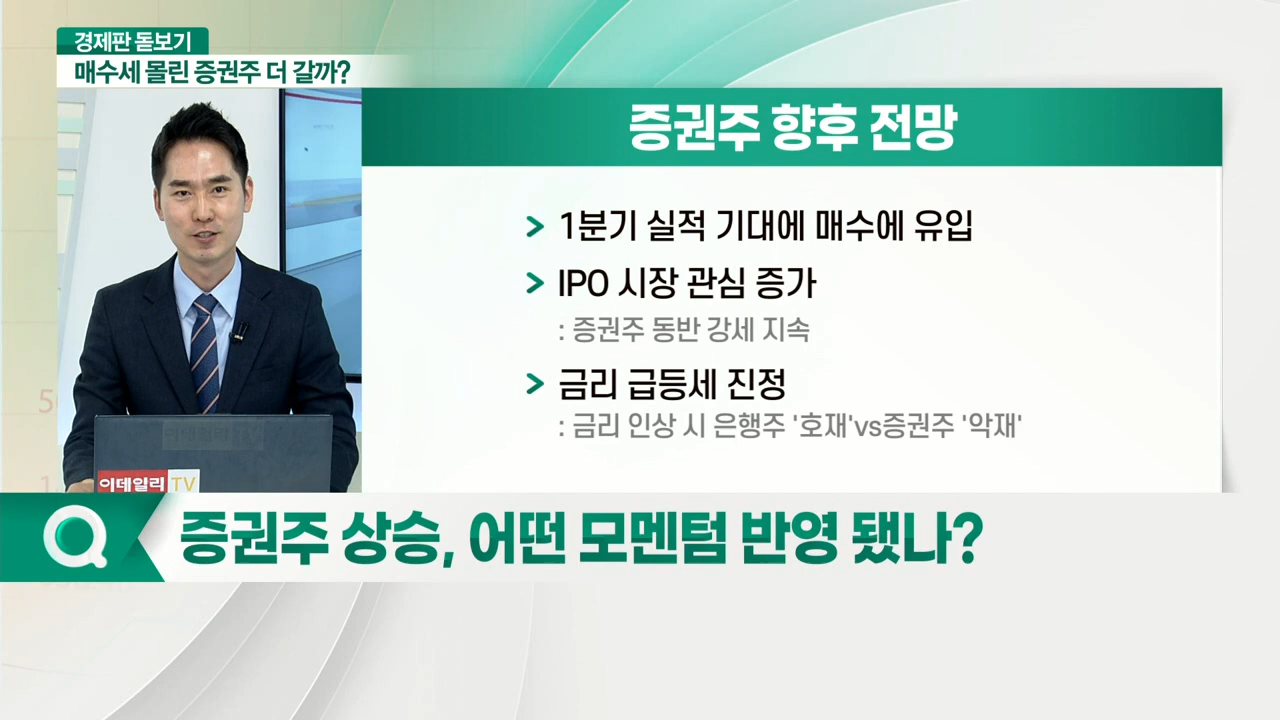 경제판 돋보기
매수세 몰린 증권주 더 갈까?
증권주 향후 전망
> 1분기 실적 기대에 매수에 유입
> IPO 시장 관심 증가
: 증권주 동반 강세 지속
> 금리 급등세 진정
: 금리 인상 시 은행주 '호재'vs증권주 '악재'
이데일리 TV
Q 증권주 상승, 어떤 모멘텀 반영 됐나?